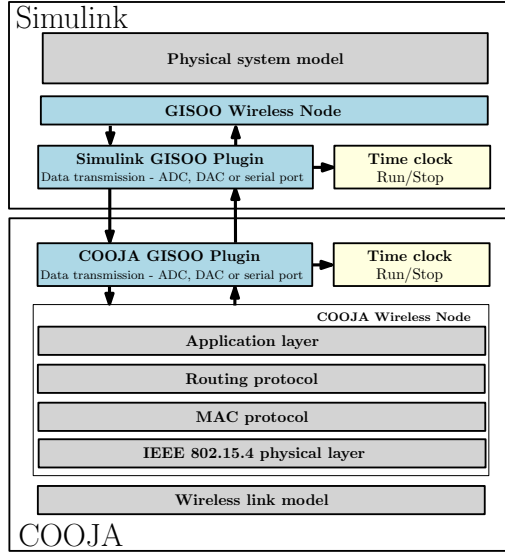 Simulink
Physical system model
GISOO Wireless Node
Simulink GISOO Plugin
Data transmission - ADC, DAC or serial port
Time clock
Run/Stop
COOJA GISOO Plugin
Data transmission - ADC, DAC or serial port
Time clock
Run/Stop
COOJA Wireless Node
Application layer
Routing protocol
MAC protocol
IEEE 802.15.4 physical layer
Wireless link model
COOJA